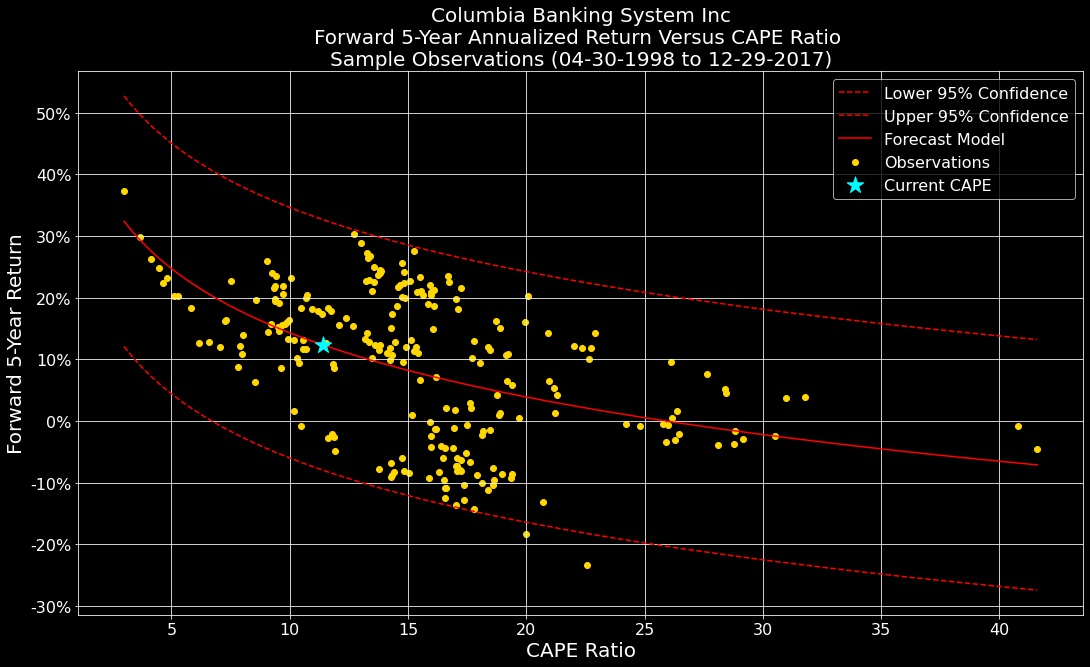 Columbia Banking System Inc
Forward 5-Year Annualized Return Versus CAPE Ratio
Sample Observations (04-30-1998 to 12-29-2017)
Lower 95% Confidence
Upper 95% Confidence
Forecast Model
Observations
Current CAPE
Forward 5-Year Return
50%
40%
30%
20%
10%
0%
-10%
-20%
-30%
5 10 15 20 25 30 35 40
CAPE Ratio